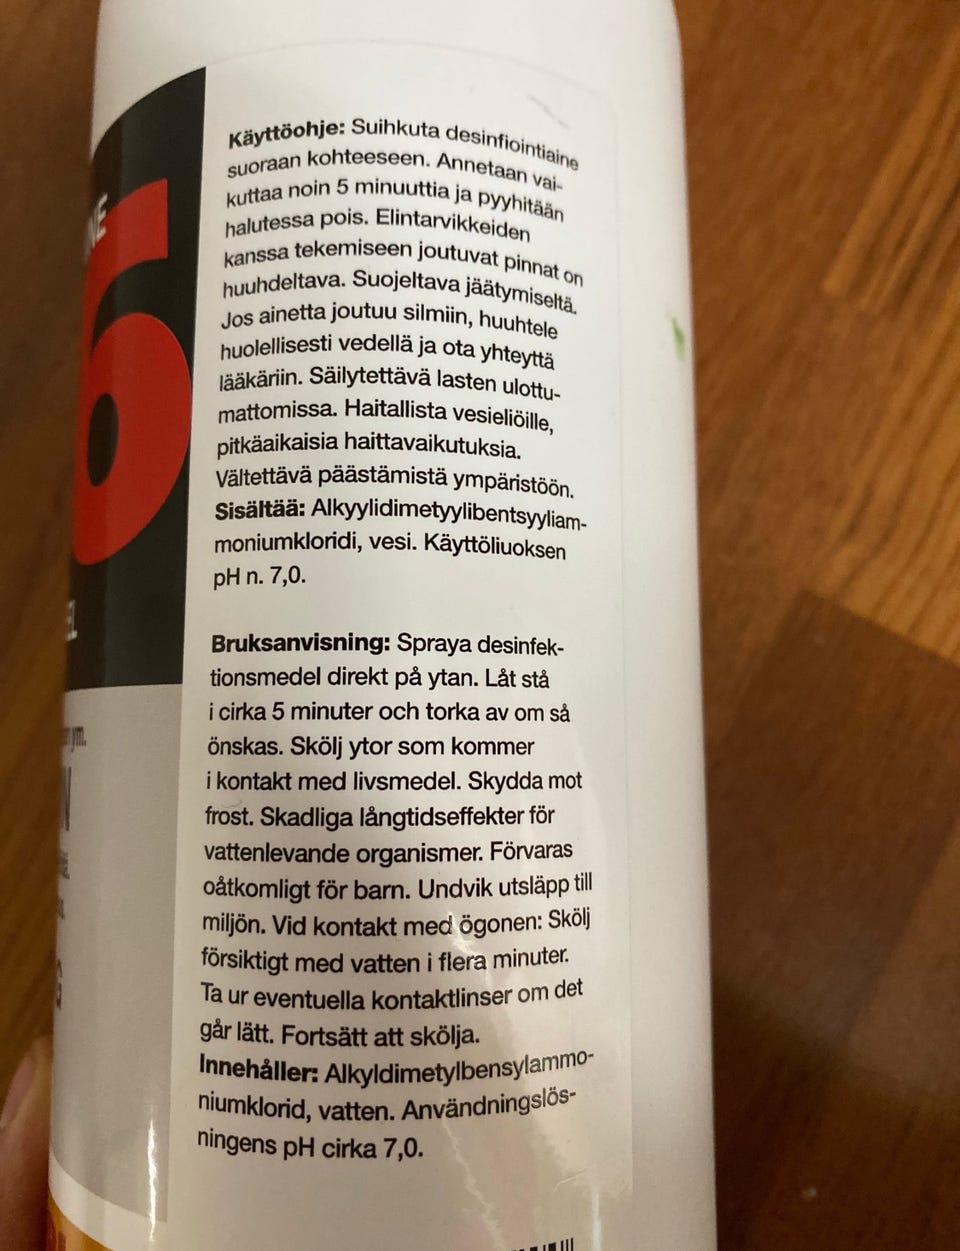 Käyttöohje: Suihkuta desinfiointiaine
suoraan kohteeseen. Annetaan vai-
kuttaa noin 5 minuuttia ja pyyhitään
halutessa pois. Elintarvikkeiden
kanssa tekemiseen joutuvat pinnat on
huuhdeltava. Suojeltava jäätymiseltä.
Jos ainetta joutuu silmiin, huuhtele
huolellisesti vedellä ja ota yhteyttä
lääkäriin. Säilytettävä lasten ulottu-
mattomissa. Haitallista vesieliöille,
pitkäaikaisia haittavaikutuksia.
Vältettävä päästämistä ympäristöön.
Sisältää: Alkyylidimetyylibentsyyliam-
moniumkloridi, vesi. Käyttöliuoksen
pH n. 7,0.
Bruksanvisning: Spraya desinfek-
tionsmedel direkt på ytan. Låt stå
i cirka 5 minuter och torka av om så
önskas. Skölj ytor som kommer
i kontakt med livsmedel. Skydda mot
frost. Skadliga långtidseffekter för
vattenlevande organismer. Förvaras
oåtkomligt för barn. Undvik utsläpp till
miljön. Vid kontakt med ögonen: Skölj
försiktigt med vatten i flera minuter.
Ta ur eventuella kontaktlinser om det
går lätt. Fortsätt att skölja.
Innehåller: Alkyldimetylbensylammo-
niumklorid, vatten. Användningslös-
ningens pH cirka 7,0.
6